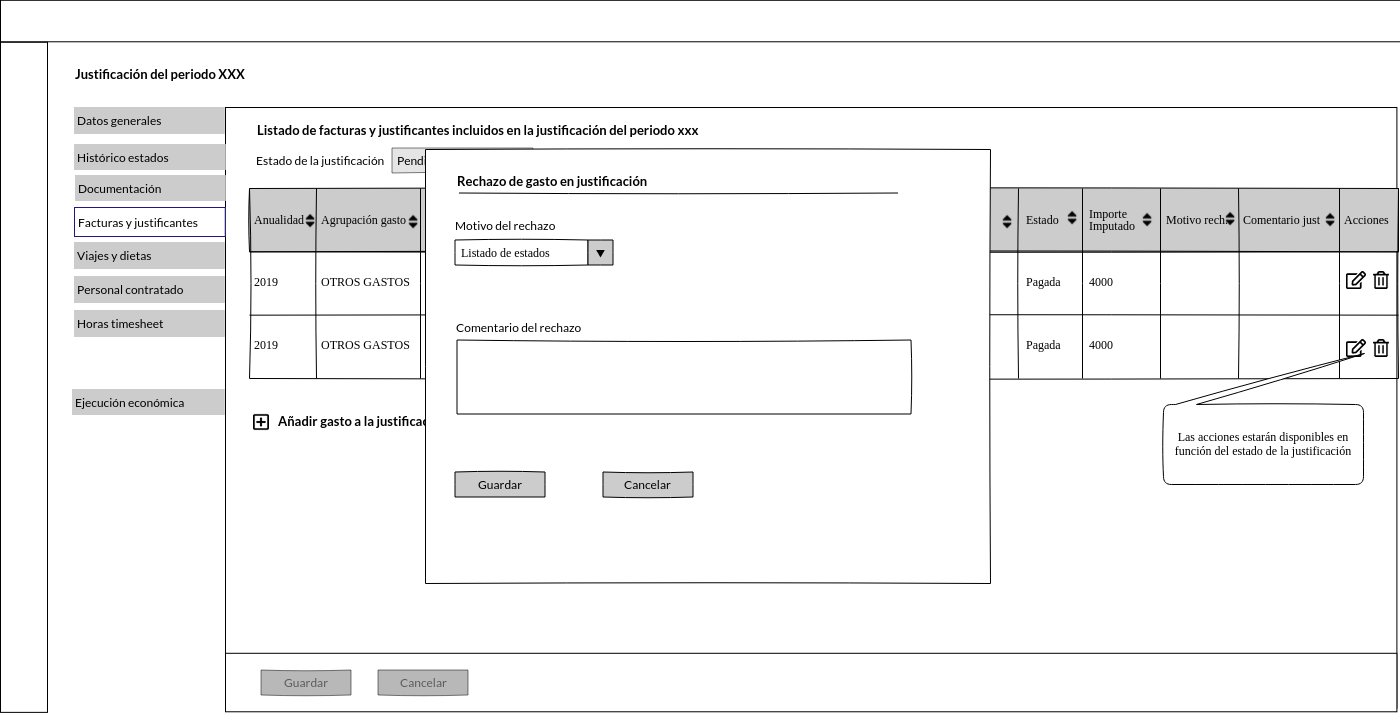 Justificación del periodo XXX
Datos generales
Histórico estados
Documentación
Facturas y justificantes
Viajes y dietas
Personal contratado
Horas timesheet
Ejecución económica
Listado de facturas y justificantes incluidos en la justificación del periodo xxx
Estado de la justificación Pend
Anualidad Agrupación gasto Estado Importe Imputado Motivo rech Comentario just Acciones
2019 OTROS GASTOS Pagada 4000
2019 OTROS GASTOS Pagada 4000
Añadir gasto a la justificac
Rechazo de gasto en justificación
Motivo del rechazo
Listado de estados
Comentario del rechazo
Guardar Cancelar
Las acciones estarán disponibles en
función del estado de la justificación
Guardar Cancelar